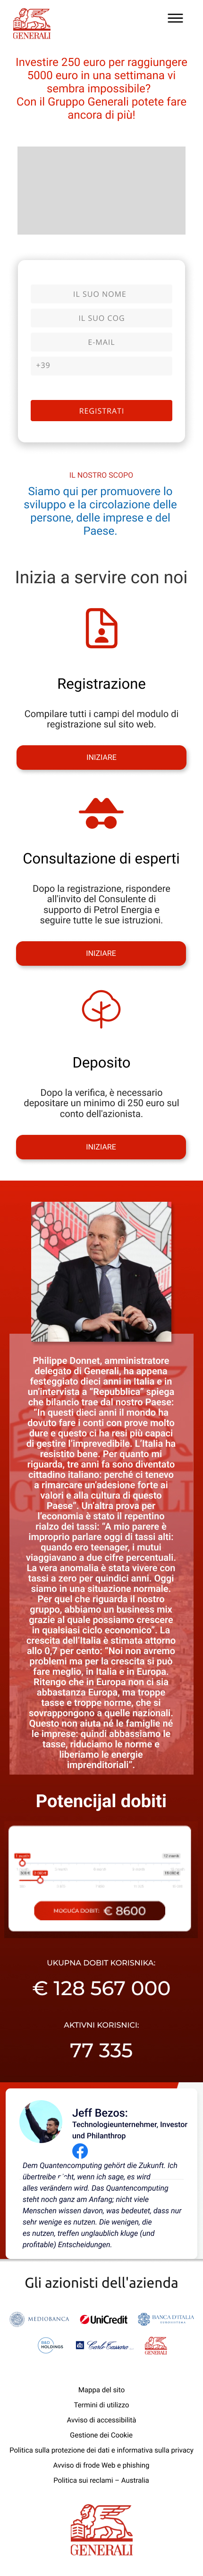 GENERALI
Investire 250 euro per raggiungere
5000 euro in una settimana vi
sembra impossibile?
Con il Gruppo Generali potete fare
ancora di più!
IL SUO NOME
IL SUO COG
E-MAIL
+39
REGISTRATI
IL NOSTRO SCOPO
Siamo qui per promuovere lo
sviluppo e la circolazione delle
persone, delle imprese e del
Paese.
Inizia a servire con noi
Registrazione
Compilare tutti i campi del modulo di
registrazione sul sito web.
INIZIARE
Consultazione di esperti
Dopo la registrazione, rispondere
all'invito del Consulente di
supporto di Petrol Energia e
seguire tutte le sue istruzioni.
INIZIARE
Deposito
Dopo la verifica, è necessario
depositare un minimo di 250 euro sul
conto dell'azionista.
INIZIARE
Philippe Donnet, amministratore
delegato di Generali, ha appena
festeggiato dieci anni in Italia e in
un'intervista a "Repubblica" spiega
che bilancio trae dal nostro Paese:
"In questi dieci anni il mondo ha
dovuto fare i conti con prove molto
dure e questo ci ha resi più capaci
di gestire l'imprevedibile. L'Italia ha
resistito bene. Per quanto mi
riguarda, tre anni fa sono diventato
cittadino italiano: perché ci tenevo
a rimarcare un'adesione forte ai
valori e alla cultura di questo
Paese". Un'altra prova per
l'economia è stato il repentino
rialzo dei tassi: "A mio parere è
improprio parlare oggi di tassi alti:
quando ero teenager, i mutui
viaggiavano a due cifre percentuali.
La vera anomalia è stata vivere con
tassi a zero per quindici anni. Oggi
siamo in una situazione normale.
Per quel che riguarda il nostro
gruppo, abbiamo un business mix
grazie al quale possiamo crescere
in qualsiasi ciclo economico". La
crescita dell'Italia è stimata attorno
allo 0,7 per cento: "Noi non avremo
problemi ma per la crescita si può
fare meglio, in Italia e in Europa.
Ritengo che in Europa non ci sia
abbastanza Europa, ma troppe
tasse e troppe norme, che si
sovrappongono a quelle nazionali.
Questo non aiuta né le famiglie né
le imprese: quindi abbassiamo le
tasse, riduciamo le norme e
liberiamo le energie
imprenditoriali".
Potencijal dobiti
MOGUĆA DOBIT: € 8600
UKUPNA DOBIT KORISNIKA:
€ 128 567 000
AKTIVNI KORISNICI:
77 335
Jeff Bezos:
Technologieunternehmer, Investor
und Philanthrop
Dem Quantencomputing gehört die Zukunft. Ich
übertreibe nicht, wenn ich sage, es wird
alles verändern wird. Das Quantencomputing
steht noch ganz am Anfang; nicht viele
Menschen wissen davon, was bedeutet, dass nur
sehr wenige es nutzen. Die wenigen, die
es nutzen, treffen unglaublich kluge (und
profitable) Entscheidungen.
Gli azionisti dell'azienda
MEDIOBANCA UniCredit BANCA D'ITALIA
HOLDINGS Carlo Cassara GENERALI
Mappa del sito
Termini di utilizzo
Avviso di accessibilità
Gestione dei Cookie
Politica sulla protezione dei dati e informativa sulla privacy
Avviso di frode Web e phishing
Politica sui reclami – Australia
GENERALI